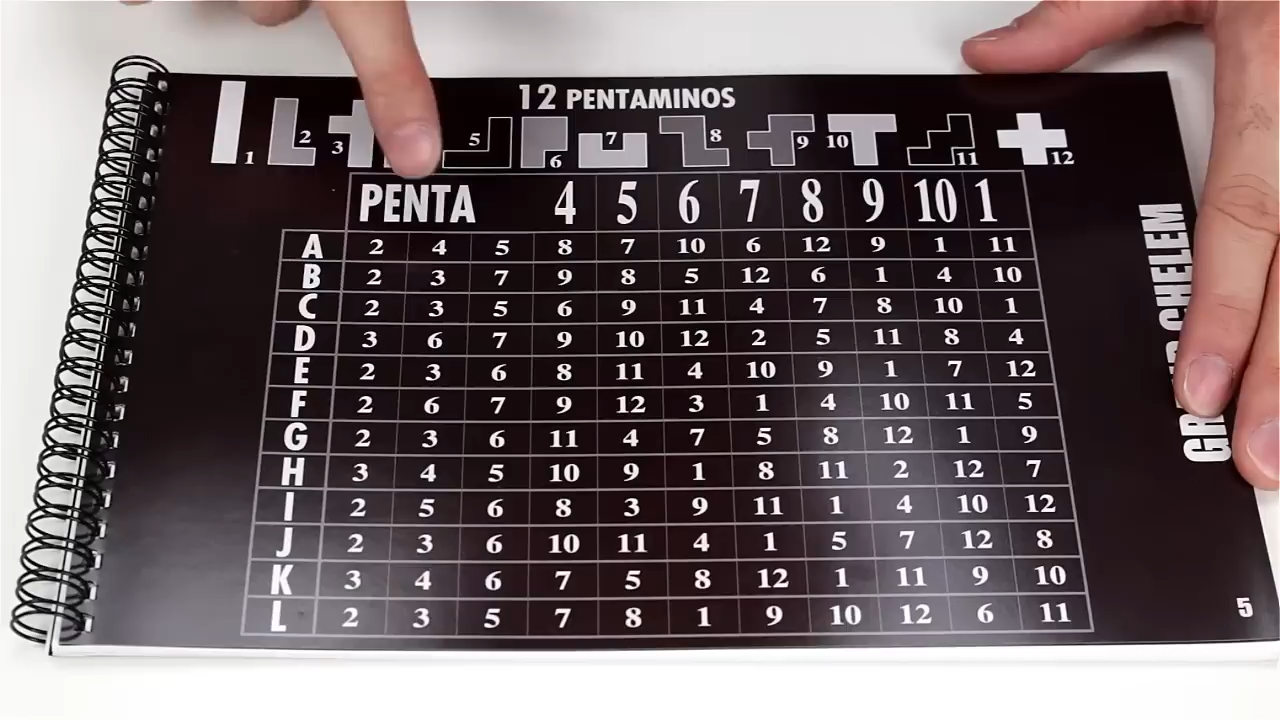 12 PENTAMINOS
1 2 3 5 6 7 8 9 10 11 12
PENTA 4 5 6 7 8 9 10 1
A 2 4 5 8 7 10 6 12 9 1 11
B 2 3 7 9 8 5 12 6 1 4 10
C 2 3 5 6 9 11 4 7 8 10 1
D 3 6 7 9 10 12 2 5 11 8 4
E 2 3 6 8 11 4 10 9 1 7 12
F 2 6 7 9 12 3 1 4 10 11 5
G 2 3 6 11 4 7 5 8 12 1 9
H 3 4 5 10 9 1 8 11 2 12 7
I 2 5 6 8 3 9 11 1 4 10 12
J 2 3 6 10 11 4 1 5 7 12 8
K 3 4 6 7 5 8 12 1 11 9 10
L 2 3 5 7 8 1 9 10 12 6 11
CHELEM
5